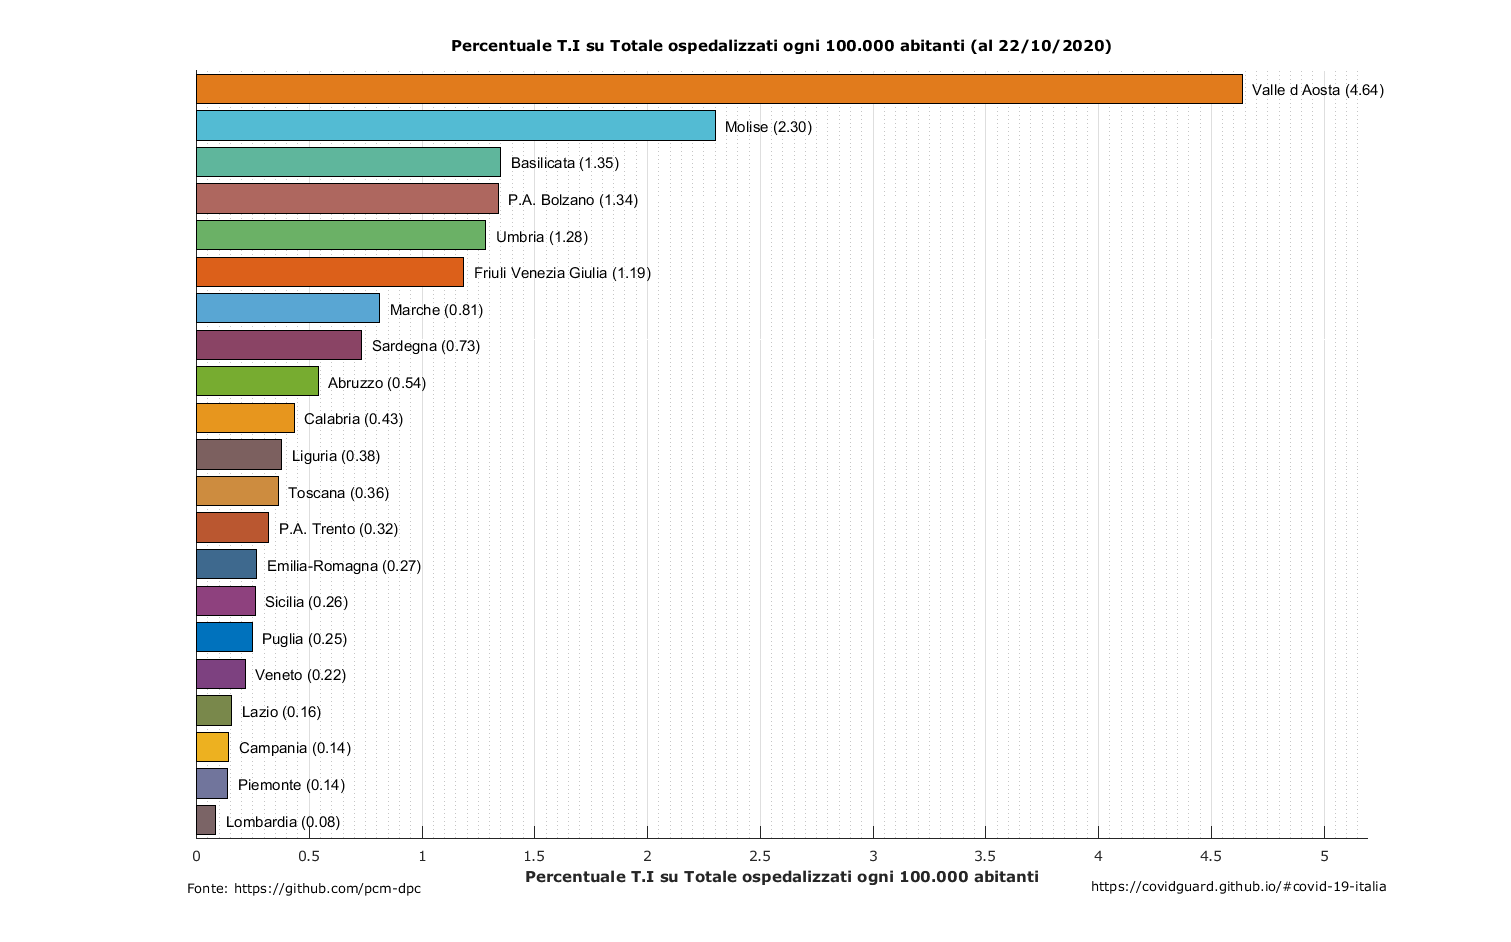 Percentuale T.I su Totale ospedalizzati ogni 100.000 abitanti (al 22/10/2020)
Valle d Aosta (4.64)
Molise (2.30)
Basilicata (1.35)
P.A. Bolzano (1.34)
Umbria (1.28)
Friuli Venezia Giulia (1.19)
Marche (0.81)
Sardegna (0.73)
Abruzzo (0.54)
Calabria (0.43)
Liguria (0.38)
Toscana (0.36)
P.A. Trento (0.32)
Emilia-Romagna (0.27)
Sicilia (0.26)
Puglia (0.25)
Veneto (0.22)
Lazio (0.16)
Campania (0.14)
Piemonte (0.14)
Lombardia (0.08)
0 0.5 1 1.5 2 2.5 3 3.5 4 4.5 5
Percentuale T.I su Totale ospedalizzati ogni 100.000 abitanti
Fonte: https://github.com/pcm-dpc
https://covidguard.github.io/#covid-19-italia